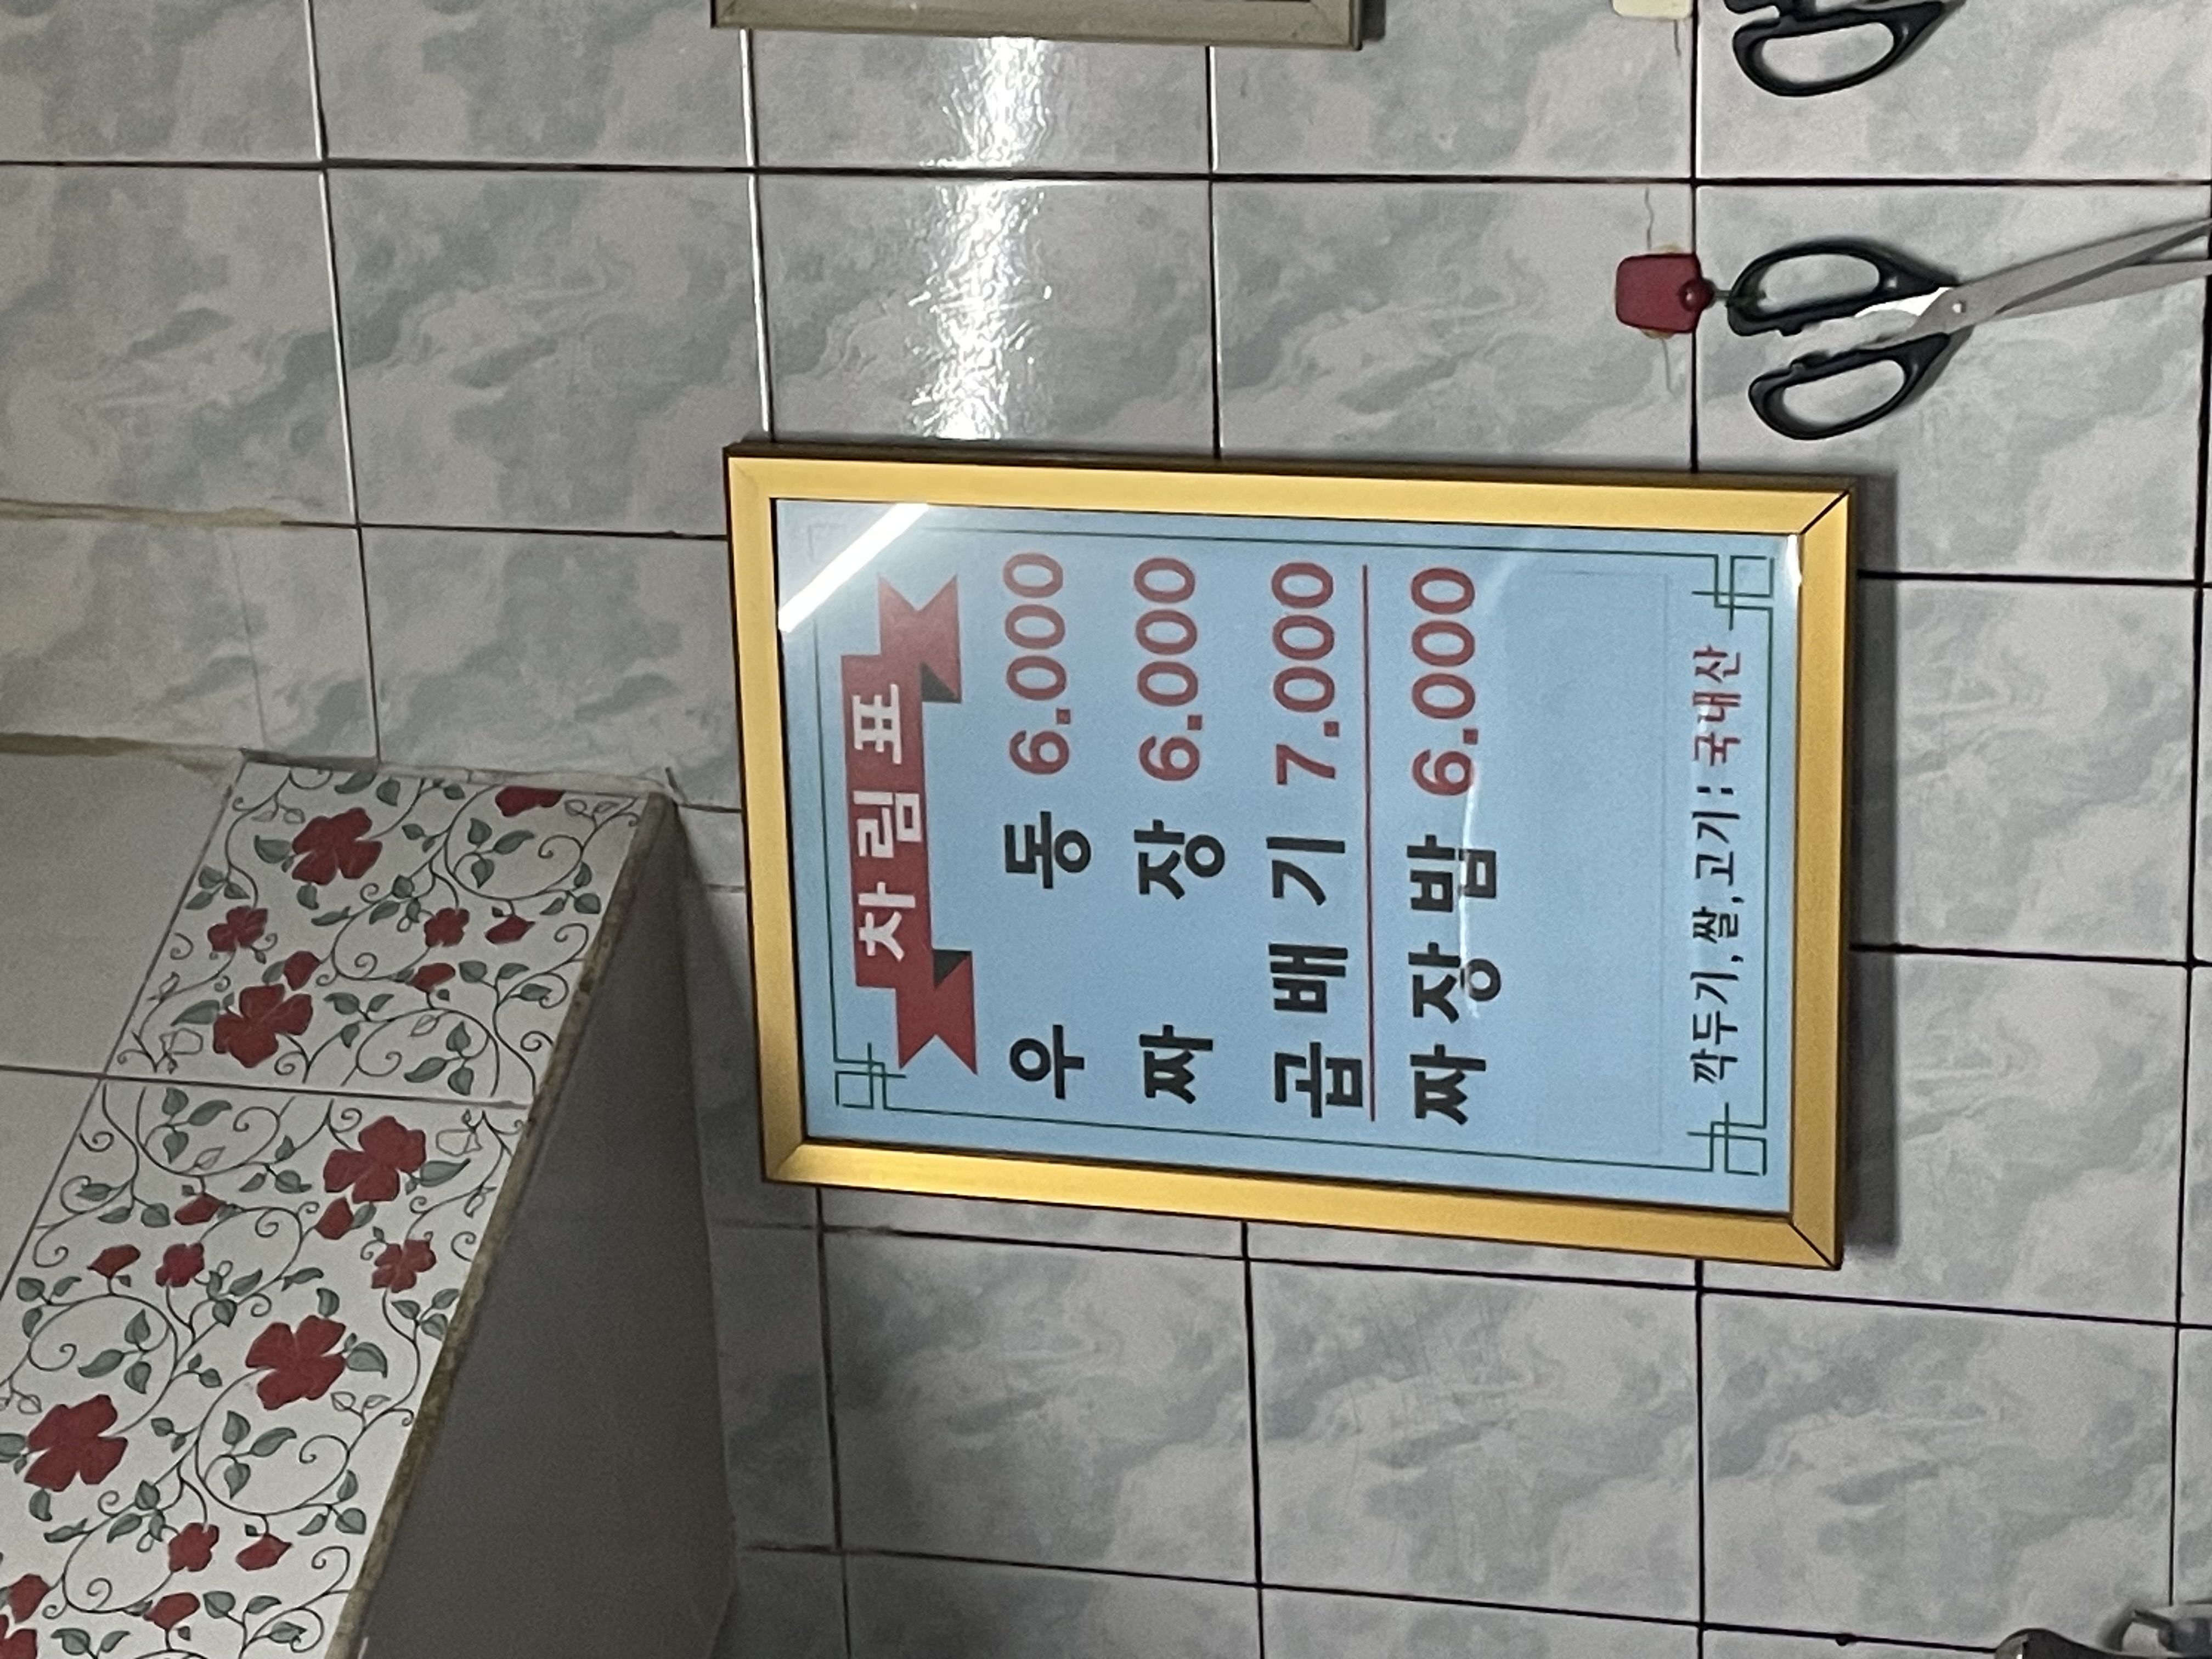 차림표
우동 6.000
짜장 6.000
곱배기 7.000
짜장밥 6.000
깍두기, 쌀, 고기 : 국내산